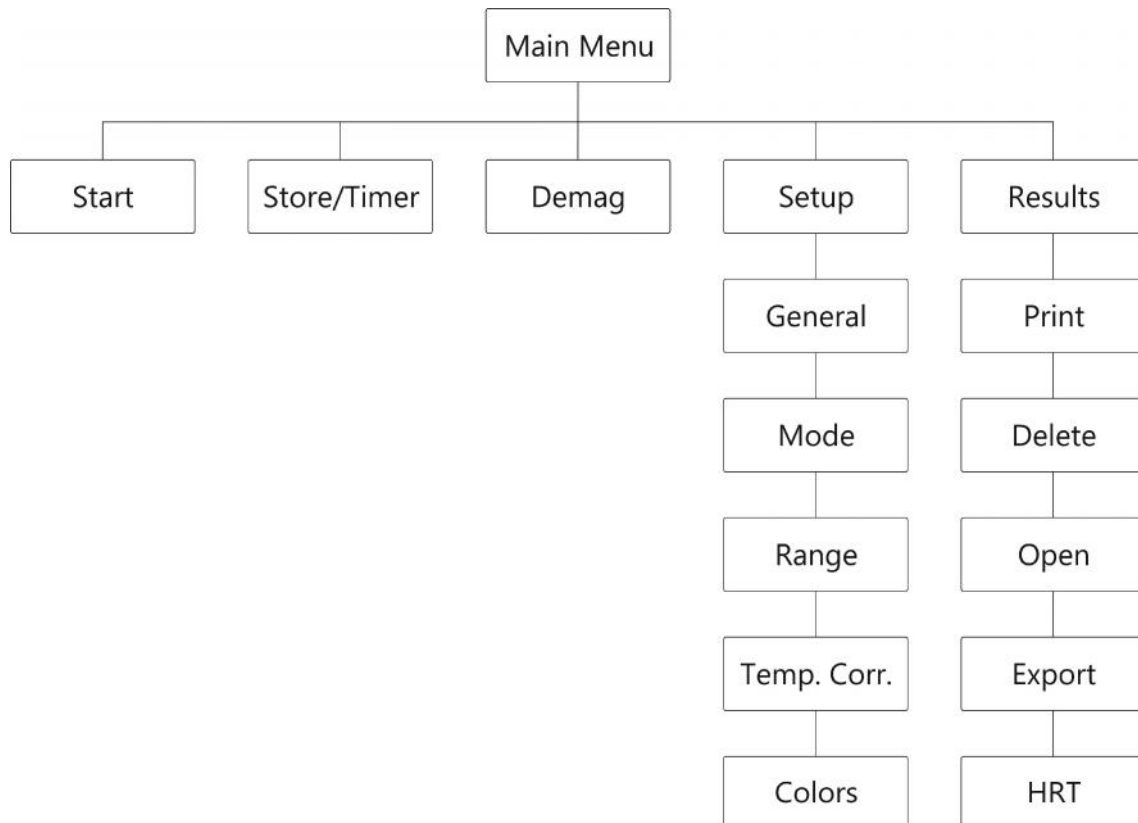 Main Menu
Start
Store/Timer
Demag
Setup
Results
General
Print
Mode
Delete
Range
Open
Temp. Corr.
Export
Colors
HRT